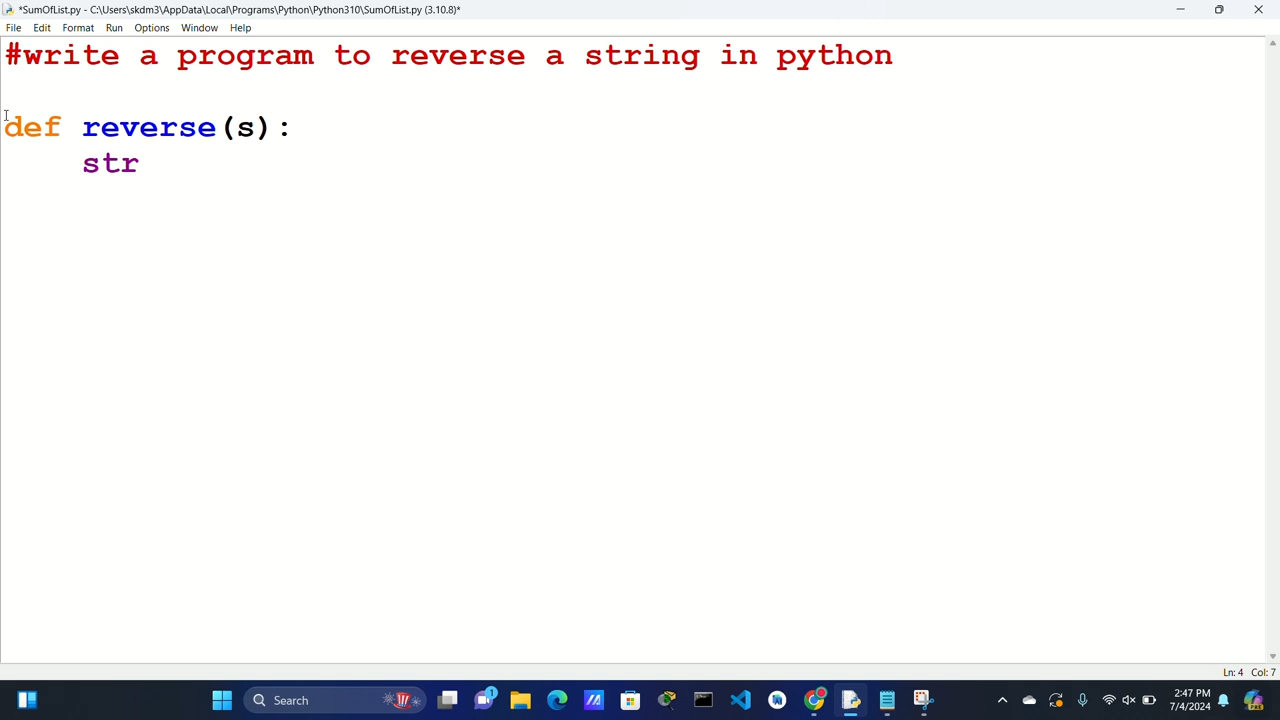 *SumOfList.py - C:\Users\skdm3\AppData\Local\Programs\Python\Python310\SumOfList.py (3.10.8)*
File Edit Format Run Options Window Help
#write a program to reverse a string in python
def reverse(s):
    str
Ln: 4 Col: 7
Search
1
2:47 PM
7/4/2024